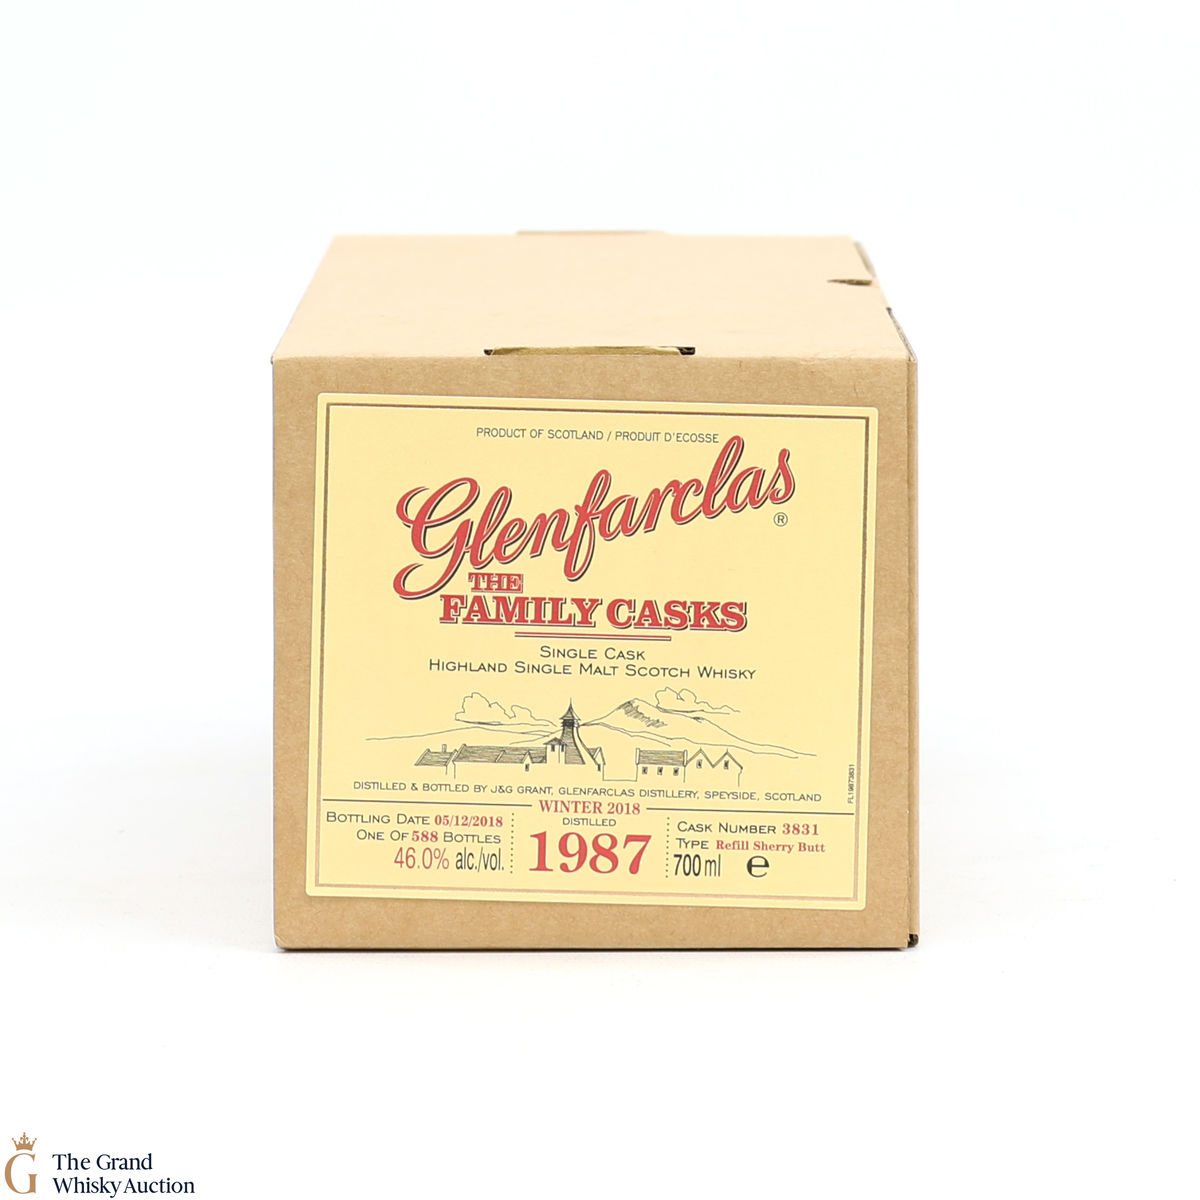 PRODUCT OF SCOTLAND / PRODUIT D'ECOSSE
Glenfarclas ®
THE
FAMILY CASKS
SINGLE CASK
HIGHLAND SINGLE MALT SCOTCH WHISKY
DISTILLED & BOTTLED BY J&G GRANT, GLENFARCLAS DISTILLERY, SPEYSIDE, SCOTLAND
FL19873831
WINTER 2018
BOTTLING DATE 05/12/2018
ONE OF 588 BOTTLES
46.0% alc./vol.
DISTILLED
1987
CASK NUMBER 3831
TYPE Refill Sherry Butt
700ml e
G The Grand
Whisky Auction